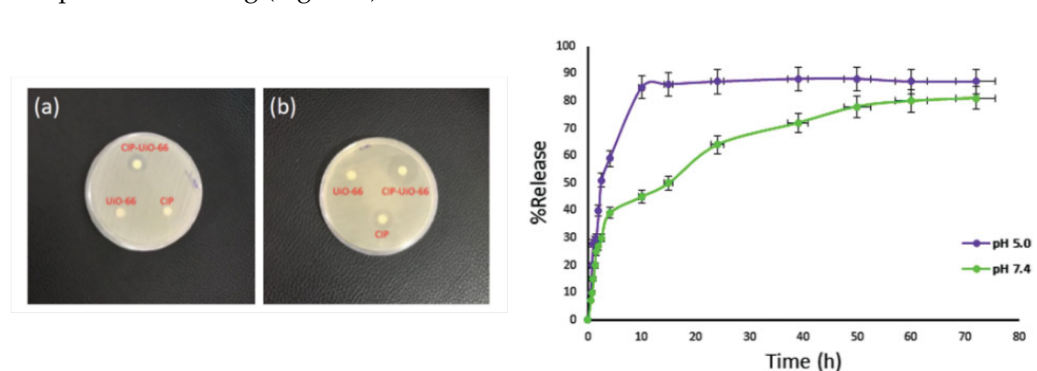 (a)
CIP-UiO-66
UiO-66 CIP
(b)
UiO-66 CIP-UiO-66
CIP
100
90
80
70
60
50
40
30
20
10
0
%Release
pH 5.0
pH 7.4
0 10 20 30 40 50 60 70 80
Time (h)